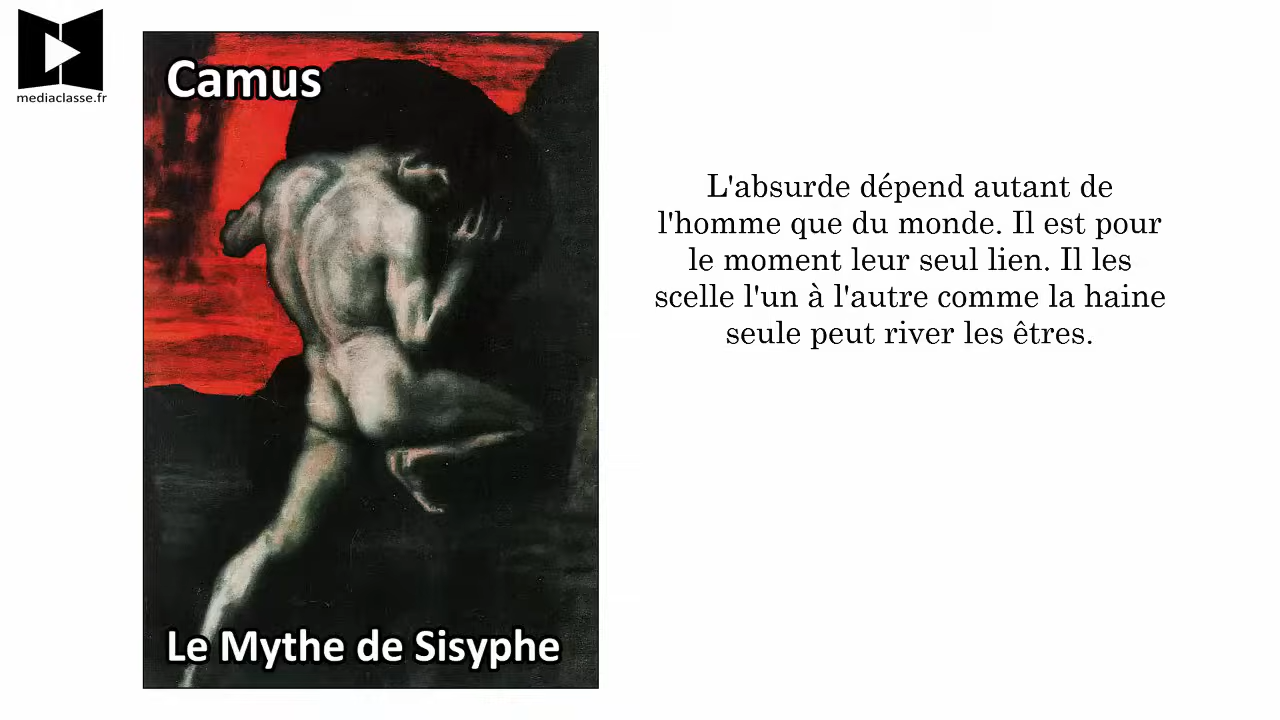 mediaclasse.fr
Camus
Le Mythe de Sisyphe
L'absurde dépend autant de
l'homme que du monde. Il est pour
le moment leur seul lien. Il les
scelle l'un à l'autre comme la haine
seule peut river les êtres.